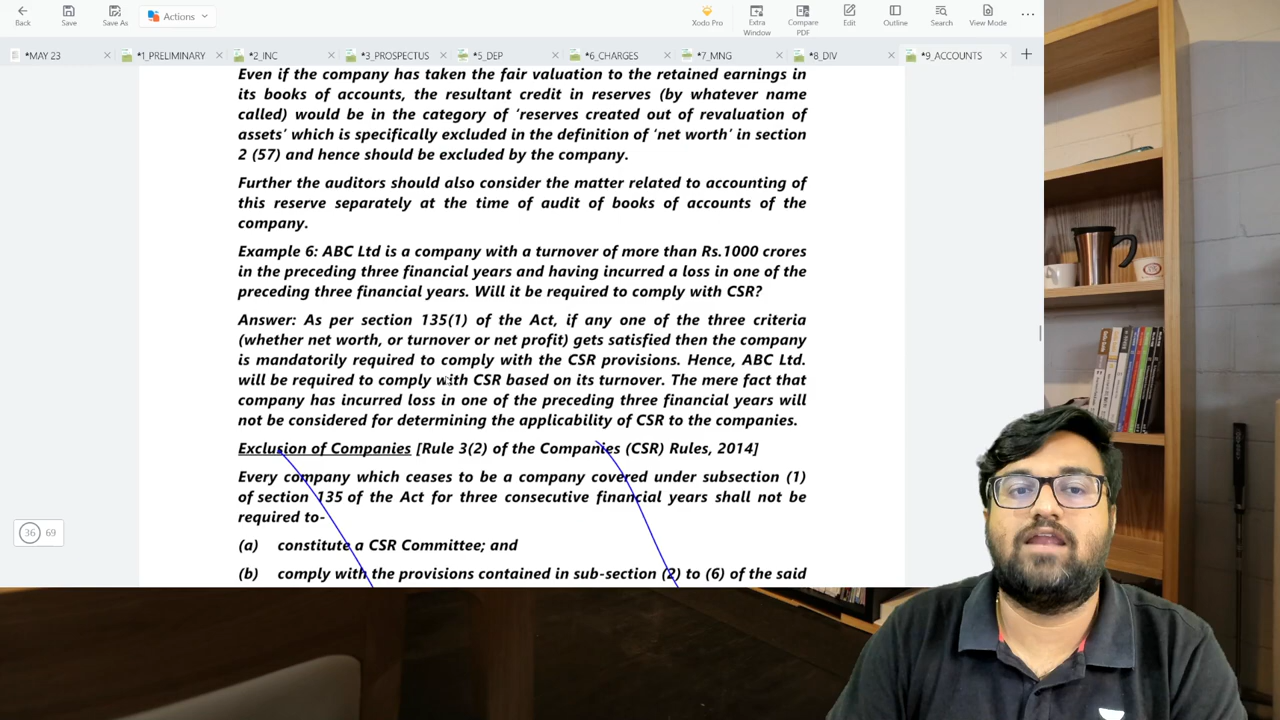 Back
Save
Save As
Actions
Xodo Pro
Extra Window
Compare PDF
Edit
Outline
Search
View Mode
*MAY 23
*1_PRELIMINARY
*2_INC
*3_PROSPECTUS
*5_DEP
*6_CHARGES
*7_MNG
*8_DIV
*9_ACCOUNTS
Even if the company has taken the fair valuation to the retained earnings in
its books of accounts, the resultant credit in reserves (by whatever name
called) would be in the category of ‘reserves created out of revaluation of
assets’ which is specifically excluded in the definition of ‘net worth’ in section
2 (57) and hence should be excluded by the company.
Further the auditors should also consider the matter related to accounting of
this reserve separately at the time of audit of books of accounts of the
company.
Example 6: ABC Ltd is a company with a turnover of more than Rs.1000 crores
in the preceding three financial years and having incurred a loss in one of the
preceding three financial years. Will it be required to comply with CSR?
Answer: As per section 135(1) of the Act, if any one of the three criteria
(whether net worth, or turnover or net profit) gets satisfied then the company
is mandatorily required to comply with the CSR provisions. Hence, ABC Ltd.
will be required to comply with CSR based on its turnover. The mere fact that
company has incurred loss in one of the preceding three financial years will
not be considered for determining the applicability of CSR to the companies.
Exclusion of Companies [Rule 3(2) of the Companies (CSR) Rules, 2014]
Every company which ceases to be a company covered under subsection (1)
of section 135 of the Act for three consecutive financial years shall not be
required to-
(a) constitute a CSR Committee; and
(b) comply with the provisions contained in sub-section (2) to (6) of the said
36 69